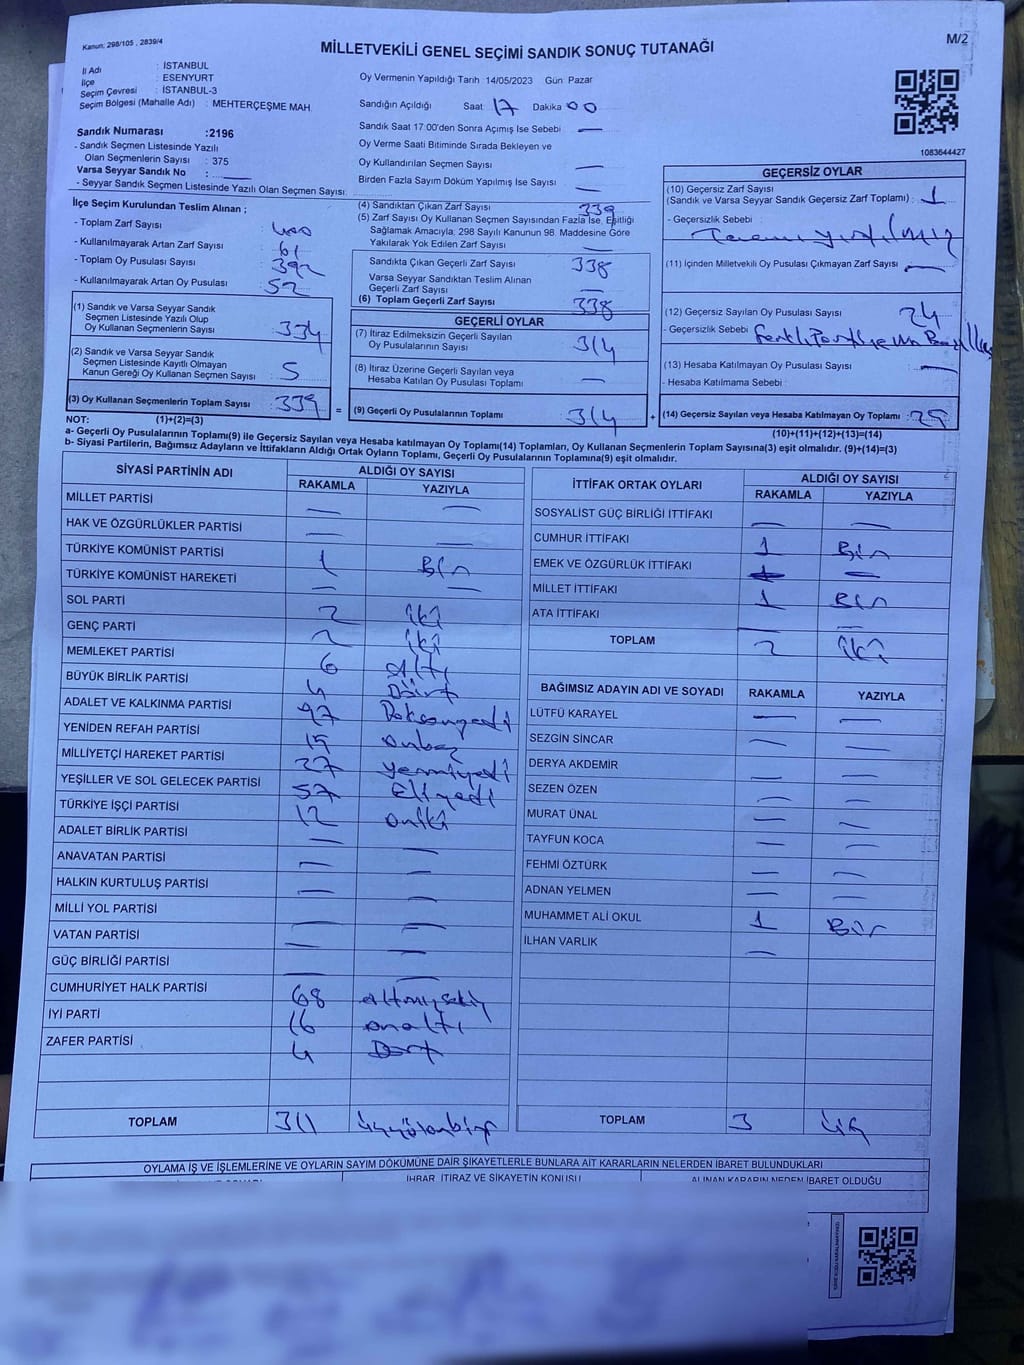 Kanun: 298/105 , 2839/4
MİLLETVEKİLİ GENEL SEÇİMİ SANDIK SONUÇ TUTANAĞI
M/2
İl Adı : İSTANBUL
İlçe : ESENYURT
Seçim Çevresi : İSTANBUL-3
Seçim Bölgesi (Mahalle Adı) : MEHTERÇEŞME MAH.
Sandık Numarası :2196
- Sandık Seçmen Listesinde Yazılı
Olan Seçmenlerin Sayısı : 375
Varsa Seyyar Sandık No :
- Seyyar Sandık Seçmen Listesinde Yazılı Olan Seçmen Sayısı:
Oy Vermenin Yapıldığı Tarih 14/05/2023 Gün Pazar
Sandığın Açıldığı Saat 17 Dakika 00
Sandık Saat 17:00'den Sonra Açımış İse Sebebi —
Oy Verme Saati Bitiminde Sırada Bekleyen ve
Oy Kullandırılan Seçmen Sayısı —
Birden Fazla Sayım Döküm Yapılmış İse Sayısı —
1083644427
İlçe Seçim Kurulundan Teslim Alınan ;
- Toplam Zarf Sayısı : 400
- Kullanılmayarak Artan Zarf Sayısı : 61
- Toplam Oy Pusulası Sayısı : 392
- Kullanılmayarak Artan Oy Pusulası : 52
(1) Sandık ve Varsa Seyyar Sandık
Seçmen Listesinde Yazılı Olup
Oy Kullanan Seçmenlerin Sayısı : 334
(2) Sandık ve Varsa Seyyar Sandık
Seçmen Listesinde Kayıtlı Olmayan
Kanun Gereği Oy Kullanan Seçmen Sayısı : 5
(3) Oy Kullanan Seçmenlerin Toplam Sayısı : 339
(1)+(2)=(3)
(4) Sandıktan Çıkan Zarf Sayısı 339
(5) Zarf Sayısı Oy Kullanan Seçmen Sayısından Fazla İse, Eşitliği
Sağlamak Amacıyla, 298 Sayılı Kanunun 98. Maddesine Göre
Yakılarak Yok Edilen Zarf Sayısı —
Sandıkta Çıkan Geçerli Zarf Sayısı 338
Varsa Seyyar Sandıktan Teslim Alınan
Geçerli Zarf Sayısı —
(6) Toplam Geçerli Zarf Sayısı 338
GEÇERLİ OYLAR
(7) İtiraz Edilmeksizin Geçerli Sayılan
Oy Pusulalarının Sayısı 314
(8) İtiraz Üzerine Geçerli Sayılan veya
Hesaba Katılan Oy Pusulası Toplamı —
= (9) Geçerli Oy Pusulalarının Toplamı 314
GEÇERSİZ OYLAR
(10) Geçersiz Zarf Sayısı
(Sandık ve Varsa Seyyar Sandık Geçersiz Zarf Toplamı) : 1
- Geçersizlik Sebebi :
yırtılmış
(11) İçinden Milletvekili Oy Pusulası Çıkmayan Zarf Sayısı —
(12) Geçersiz Sayılan Oy Pusulası Sayısı 24
- Geçersizlik Sebebi :
(13) Hesaba Katılmayan Oy Pusulası Sayısı : —
- Hesaba Katılmama Sebebi :
+ (14) Geçersiz Sayılan veya Hesaba Katılmayan Oy Toplamı : 25
(10)+(11)+(12)+(13)=(14)
NOT:
a- Geçerli Oy Pusulalarının Toplamı(9) ile Geçersiz Sayılan veya Hesaba katılmayan Oy Toplamı(14) Toplamları, Oy Kullanan Seçmenlerin Toplam Sayısına(3) eşit olmalıdır. (9)+(14)=(3)
b- Siyasi Partilerin, Bağımsız Adayların ve İttifakların Aldığı Ortak Oyların Toplamı, Geçerli Oy Pusulalarının Toplamına(9) eşit olmalıdır.
SİYASİ PARTİNİN ADI ALDIĞI OY SAYISI
RAKAMLA YAZIYLA
MİLLET PARTİSİ — —
HAK VE ÖZGÜRLÜKLER PARTİSİ — —
TÜRKİYE KOMÜNİST PARTİSİ 1 Bir
TÜRKİYE KOMÜNİST HAREKETİ — —
SOL PARTİ 2 iki
GENÇ PARTİ 2 iki
MEMLEKET PARTİSİ 6 Altı
BÜYÜK BİRLİK PARTİSİ 4 Dört
ADALET VE KALKINMA PARTİSİ 97 Doksanyedi
YENİDEN REFAH PARTİSİ 15 onbeş
MİLLİYETÇİ HAREKET PARTİSİ 27 yirmiyedi
YEŞİLLER VE SOL GELECEK PARTİSİ 57 Elliyedi
TÜRKİYE İŞÇİ PARTİSİ 12 oniki
ADALET BİRLİK PARTİSİ — —
ANAVATAN PARTİSİ — —
HALKIN KURTULUŞ PARTİSİ — —
MİLLİ YOL PARTİSİ — —
VATAN PARTİSİ — —
GÜÇ BİRLİĞİ PARTİSİ — —
CUMHURİYET HALK PARTİSİ 68 altmışsekiz
İYİ PARTİ 16 onaltı
ZAFER PARTİSİ 4 Dört
TOPLAM 311 üçyüzonbir
İTTİFAK ORTAK OYLARI ALDIĞI OY SAYISI
RAKAMLA YAZIYLA
SOSYALİST GÜÇ BİRLİĞİ İTTİFAKI — —
CUMHUR İTTİFAKI 1 Bir
EMEK VE ÖZGÜRLÜK İTTİFAKI — —
MİLLET İTTİFAKI 1 Bir
ATA İTTİFAKI — —
TOPLAM 2 iki
BAĞIMSIZ ADAYIN ADI VE SOYADI RAKAMLA YAZIYLA
LÜTFÜ KARAYEL — —
SEZGİN SİNCAR — —
DERYA AKDEMİR — —
SEZEN ÖZEN — —
MURAT ÜNAL — —
TAYFUN KOCA — —
FEHMİ ÖZTÜRK — —
ADNAN YELMEN — —
MUHAMMET ALİ OKUL 1 Bir
İLHAN VARLIK —
TOPLAM 3 üç
OYLAMA İŞ VE İŞLEMLERİNE VE OYLARIN SAYIM DÖKÜMÜNE DAİR ŞİKAYETLERLE BUNLARA AİT KARARLARIN NELERDEN İBARET BULUNDUKLARI
İHBAR, İTİRAZ VE ŞİKAYETİN KONUSU ALINAN KARARIN NEDEN İBARET OLDUĞU